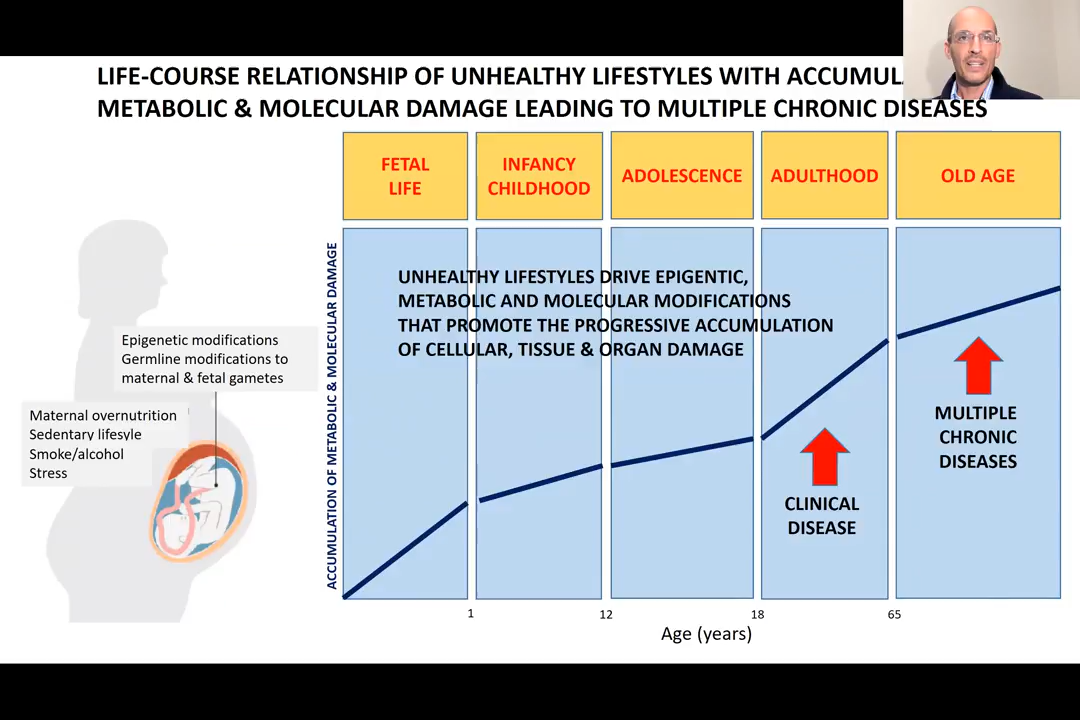 LIFE-COURSE RELATIONSHIP OF UNHEALTHY LIFESTYLES WITH
METABOLIC & MOLECULAR DAMAGE LEADING TO MULTIPLE CHRONIC DISEASES
FETAL
LIFE
INFANCY
CHILDHOOD
ADOLESCENCE
ADULTHOOD
OLD AGE
ACCUMULATION OF METABOLIC & MOLECULAR DAMAGE
UNHEALTHY LIFESTYLES DRIVE EPIGENTIC,
METABOLIC AND MOLECULAR MODIFICATIONS
THAT PROMOTE THE PROGRESSIVE ACCUMULATION
OF CELLULAR, TISSUE & ORGAN DAMAGE
Epigenetic modifications
Germline modifications to
maternal & fetal gametes
Maternal overnutrition
Sedentary lifesyle
Smoke/alcohol
Stress
MULTIPLE
CHRONIC
DISEASES
CLINICAL
DISEASE
1
12
18
65
Age (years)